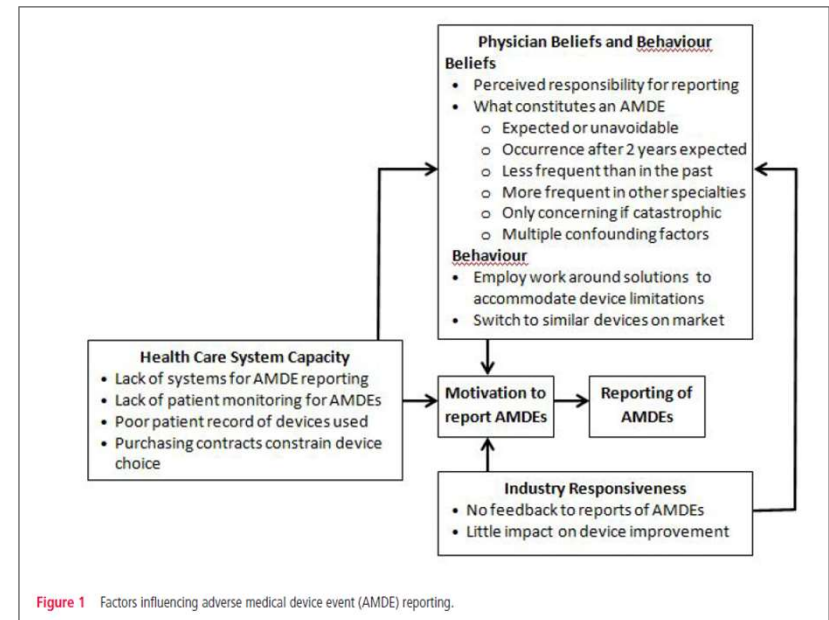 Physician Beliefs and Behaviour
Beliefs
• Perceived responsibility for reporting
• What constitutes an AMDE
o Expected or unavoidable
o Occurrence after 2 years expected
o Less frequent than in the past
o More frequent in other specialties
o Only concerning if catastrophic
o Multiple confounding factors
Behaviour
• Employ work around solutions to
accommodate device limitations
• Switch to similar devices on market
Health Care System Capacity
• Lack of systems for AMDE reporting
• Lack of patient monitoring for AMDEs
• Poor patient record of devices used
• Purchasing contracts constrain device
choice
Motivation to
report AMDEs
Reporting of
AMDEs
Industry Responsiveness
• No feedback to reports of AMDEs
• Little impact on device improvement
Figure 1 Factors influencing adverse medical device event (AMDE) reporting.